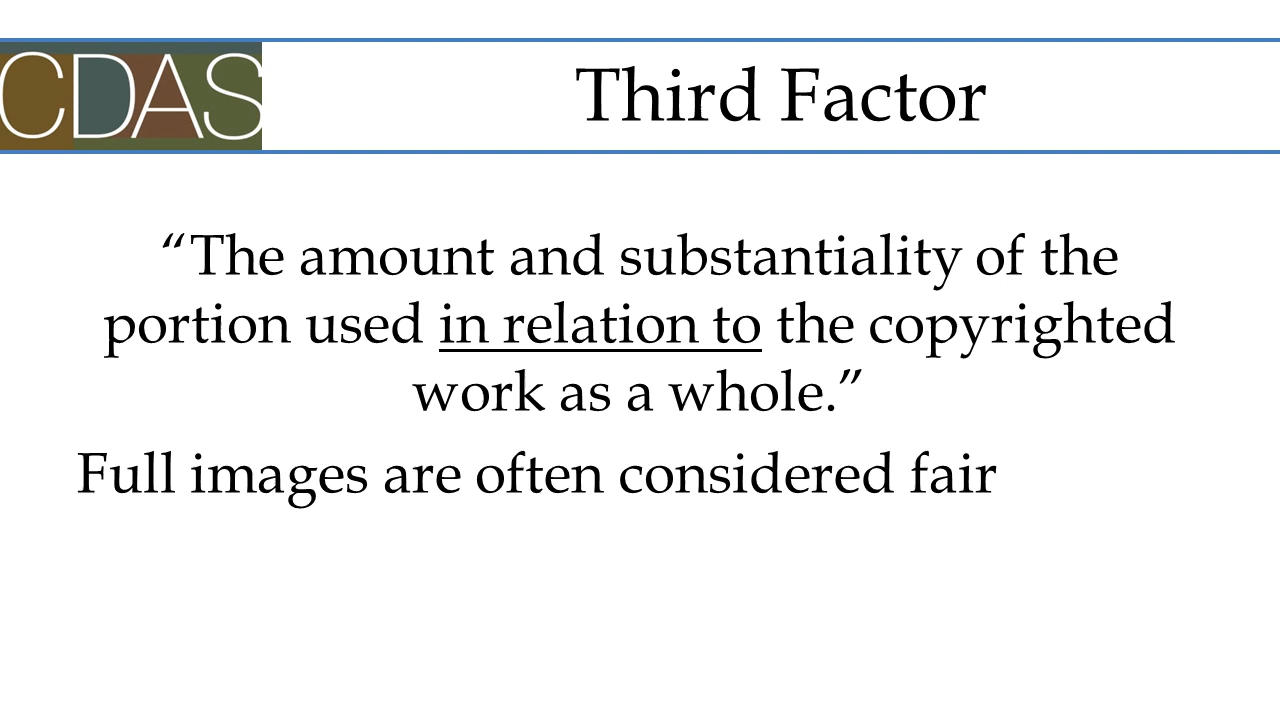 CDAS
Third Factor
“The amount and substantiality of the
portion used in relation to the copyrighted
work as a whole.”
Full images are often considered fair